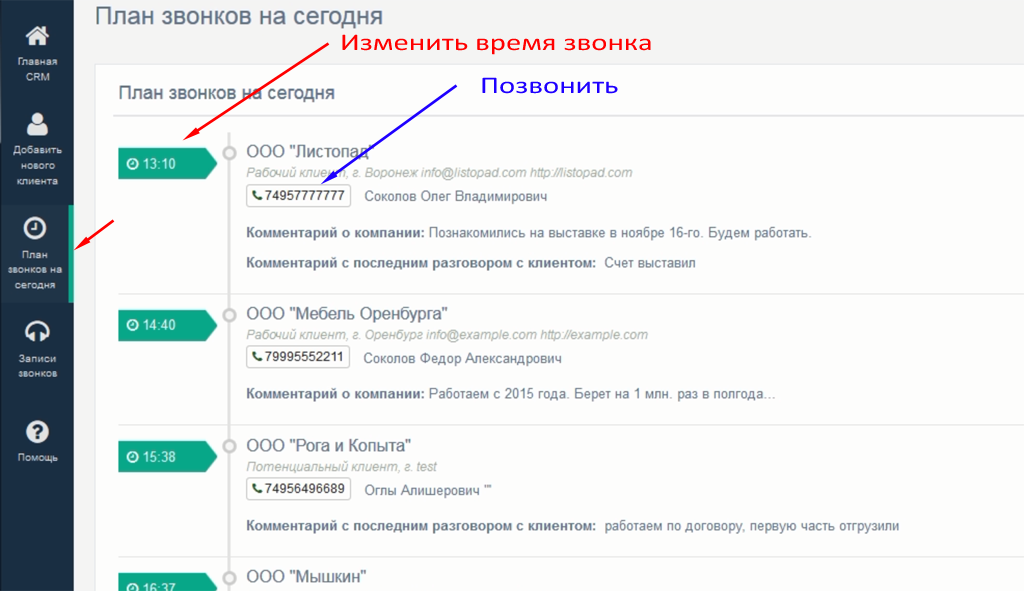 План звонков на сегодня
Изменить время звонка
Главная
CRM
Добавить
нового
клиента
План
звонков на
сегодня
Записи
звонков
Помощь
План звонков на сегодня
Позвонить
13:10
ООО "Листопад"
Рабочий клиент, г. Воронеж info@listopad.com http://listopad.com
74957777777 Соколов Олег Владимирович
Комментарий о компании: Познакомились на выставке в ноябре 16-го. Будем работать.
Комментарий с последним разговором с клиентом: Счет выставил
14:40
ООО "Мебель Оренбурга"
Рабочий клиент, г. Оренбург info@example.com http://example.com
79995552211 Соколов Федор Александрович
Комментарий о компании: Работаем с 2015 года. Берет на 1 млн. раз в полгода...
15:38
ООО "Рога и Копыта"
Потенциальный клиент, г. test
74956496689 Оглы Алишерович '"
Комментарий с последним разговором с клиентом: работаем по договору, первую часть отгрузили
16:37
ООО "Мышкин"